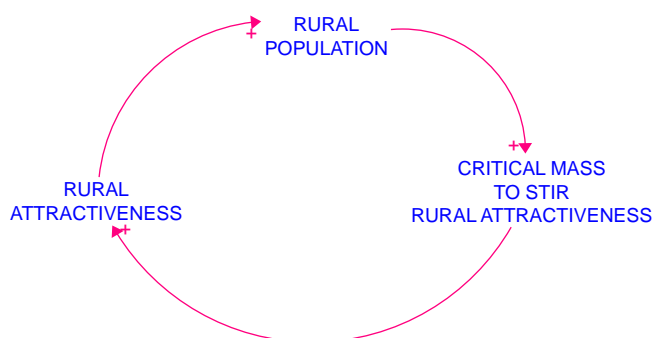 RURAL
POPULATION
+
+
CRITICAL MASS
TO STIR
RURAL ATTRACTIVENESS
RURAL
ATTRACTIVENESS
+